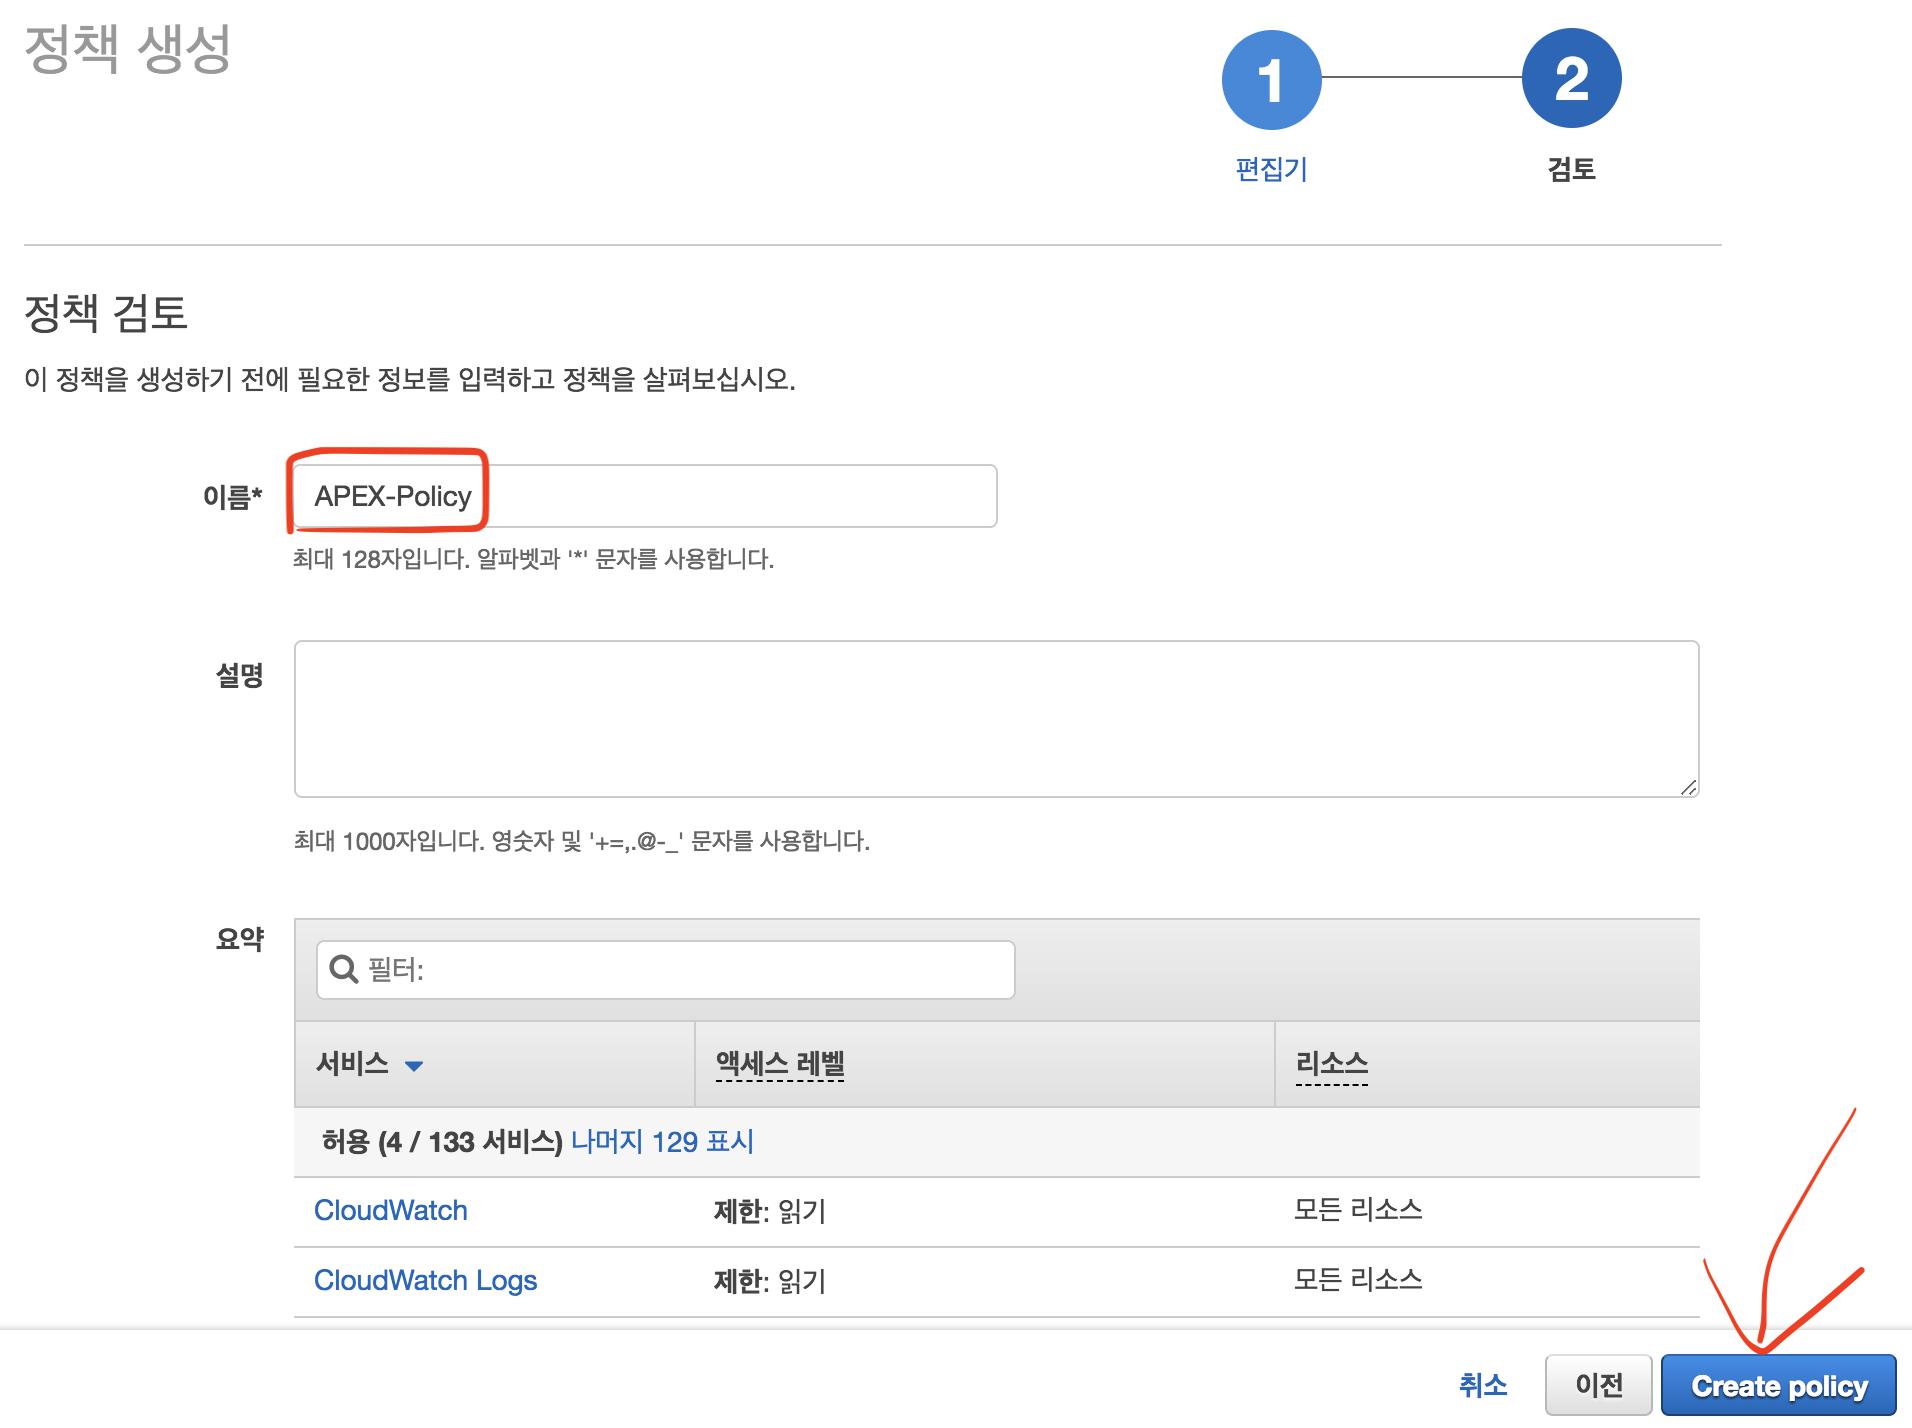 정책 생성
1
2
편집기
검토
정책 검토
이 정책을 생성하기 전에 필요한 정보를 입력하고 정책을 살펴보십시오.
이름*
APEX-Policy
최대 128자입니다. 알파벳과 '*' 문자를 사용합니다.
설명
최대 1000자입니다. 영숫자 및 '+=,.@-_' 문자를 사용합니다.
요약
필터:
서비스 액세스 레벨 리소스
허용 (4 / 133 서비스) 나머지 129 표시
CloudWatch 제한: 읽기 모든 리소스
CloudWatch Logs 제한: 읽기 모든 리소스
취소 이전 Create policy